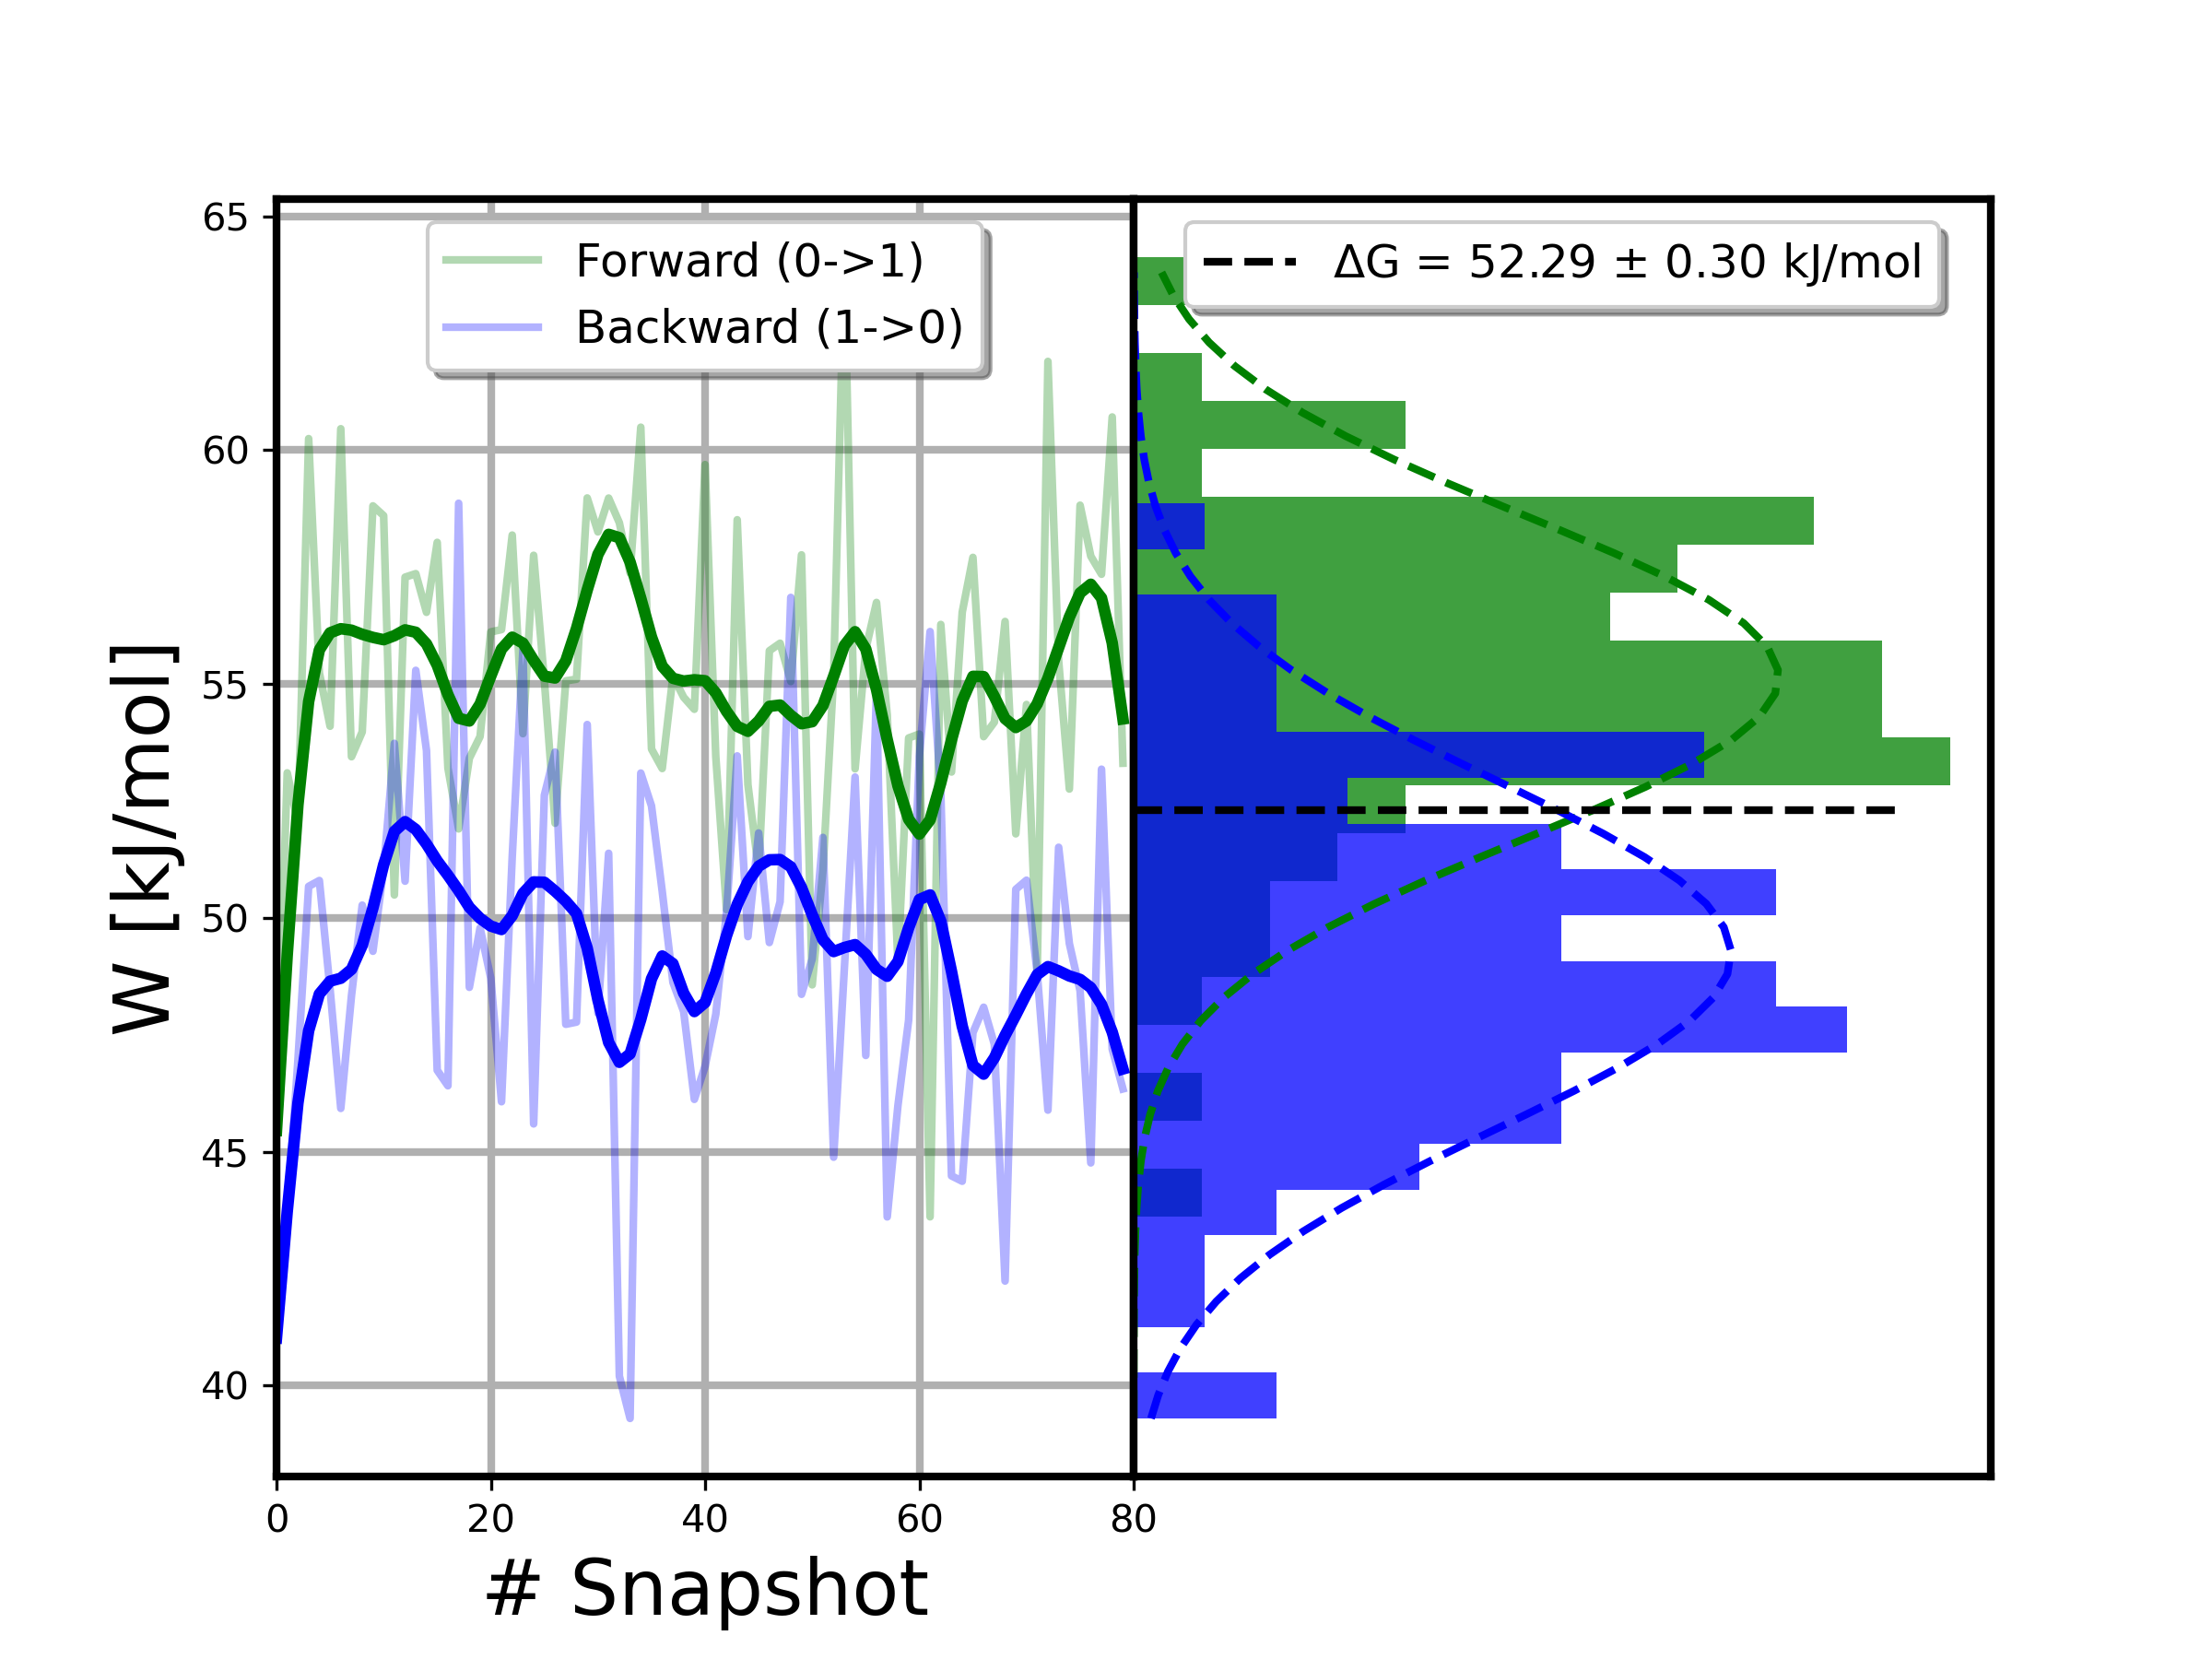 65
60
55
50
45
40
W [kJ/mol]
Forward (0->1)
Backward (1->0)
ΔG = 52.29 ± 0.30 kJ/mol
0 20 40 60 80
# Snapshot